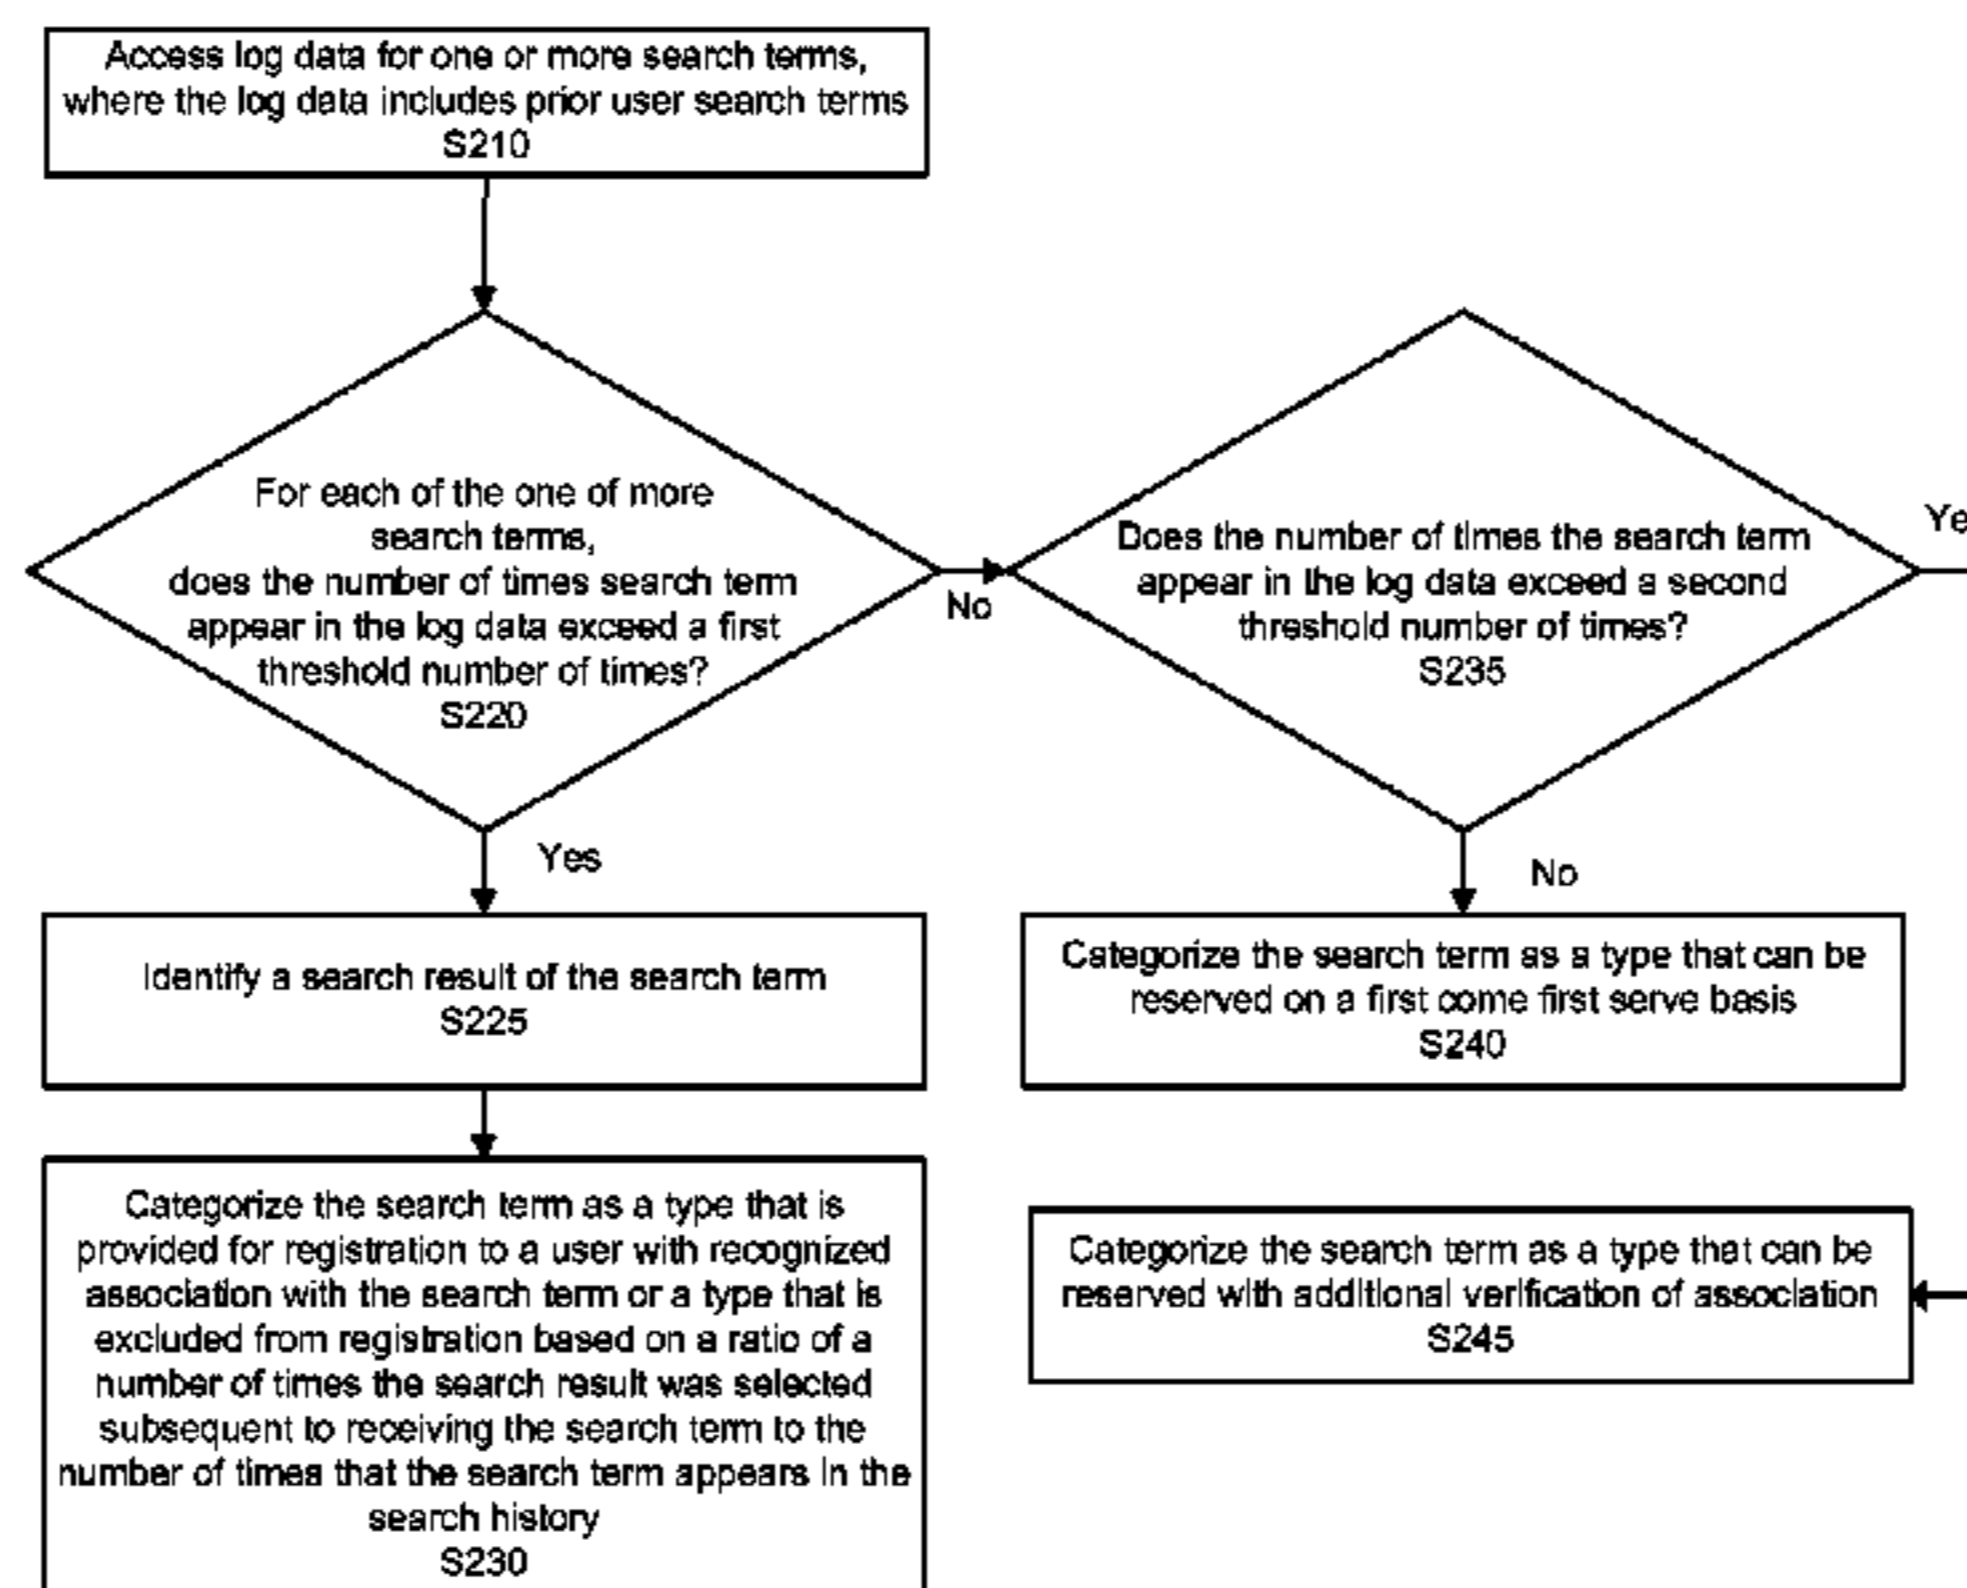 Access log data for one or more search terms,
where the log data includes prior user search terms
S210
For each of the one of more
search terms,
does the number of times search term
appear in the log data exceed a first
threshold number of times?
S220
No
Does the number of times the search term
appear in the log data exceed a second
threshold number of times?
S235
Ye
Yes
No
Identify a search result of the search term
S225
Categorize the search term as a type that can be
reserved on a first come first serve basis
S240
Categorize the search term as a type that is
provided for registration to a user with recognized
association with the search term or a type that is
excluded from registration based on a ratio of a
number of times the search result was selected
subsequent to receiving the search term to the
number of times that the search term appears in the
search history
S230
Categorize the search term as a type that can be
reserved with additional verification of association
S245